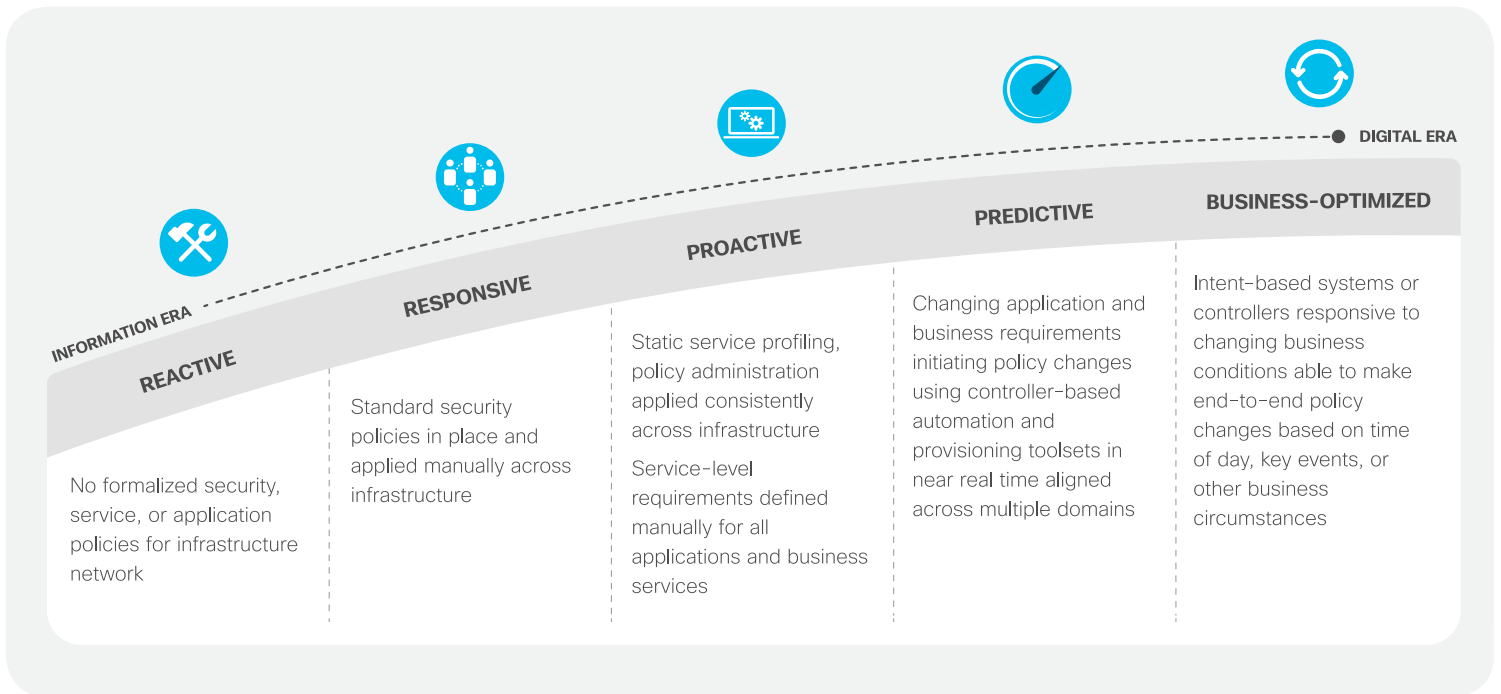 DIGITAL ERA
INFORMATION ERA
REACTIVE
No formalized security,
service, or application
policies for infrastructure
network
RESPONSIVE
Standard security
policies in place and
applied manually across
infrastructure
PROACTIVE
Static service profiling,
policy administration
applied consistently
across infrastructure
Service-level
requirements defined
manually for all
applications and business
services
PREDICTIVE
Changing application and
business requirements
initiating policy changes
using controller-based
automation and
provisioning toolsets in
near real time aligned
across multiple domains
BUSINESS-OPTIMIZED
Intent-based systems or
controllers responsive to
changing business
conditions able to make
end-to-end policy
changes based on time
of day, key events, or
other business
circumstances